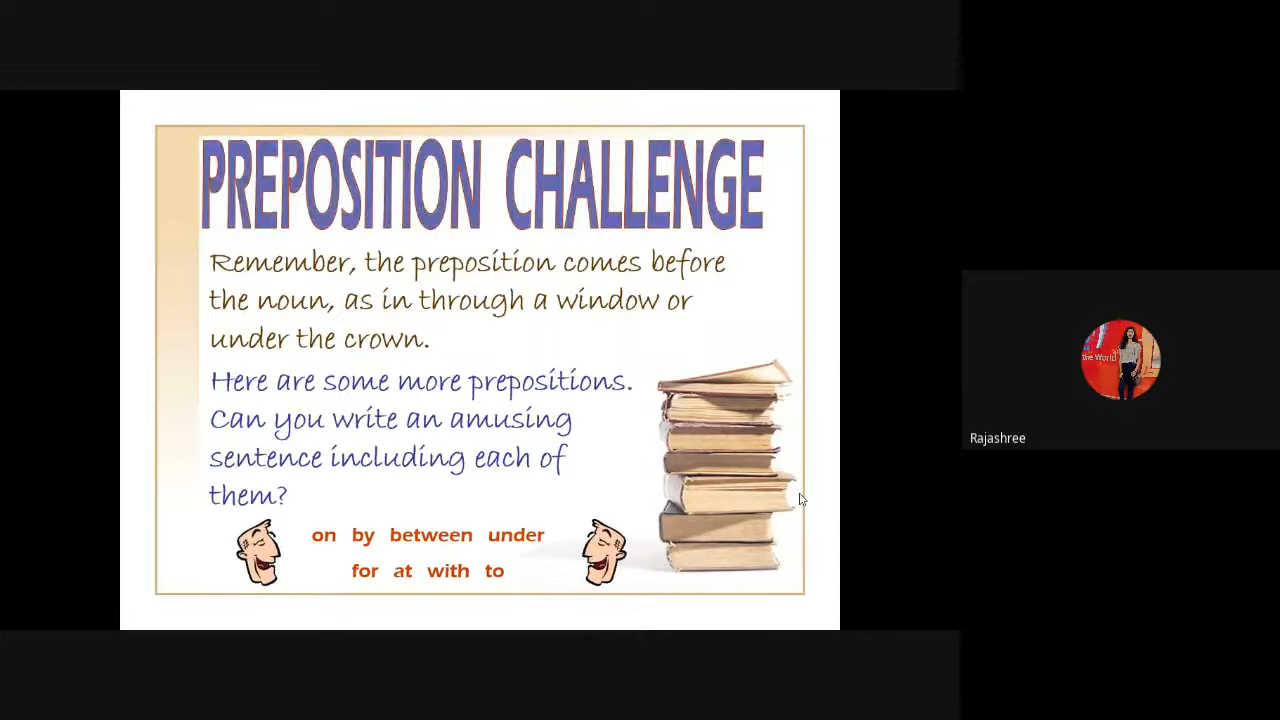 PREPOSITION CHALLENGE
Remember, the preposition comes before
the noun, as in through a window or
under the crown.
Here are some more prepositions.
Can you write an amusing
sentence including each of
them?
on by between under
for at with to
the World
Rajashree